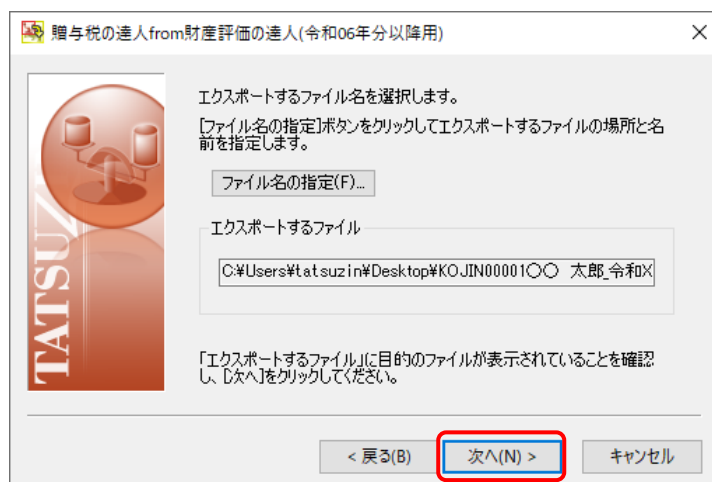 贈与税の達人from財産評価の達人(令和06年分以降用)
エクスポートするファイル名を選択します。
[ファイル名の指定]ボタンをクリックしてエクスポートするファイルの場所と名
前を指定します。
ファイル名の指定(F)...
エクスポートするファイル
C:¥Users¥tatsuzin¥Desktop¥KOJIN00001○○　太郎_令和X
「エクスポートするファイル」に目的のファイルが表示されていることを確認
し、[次へ]をクリックしてください。
TATSUZ
< 戻る(B)
次へ(N) >
キャンセル